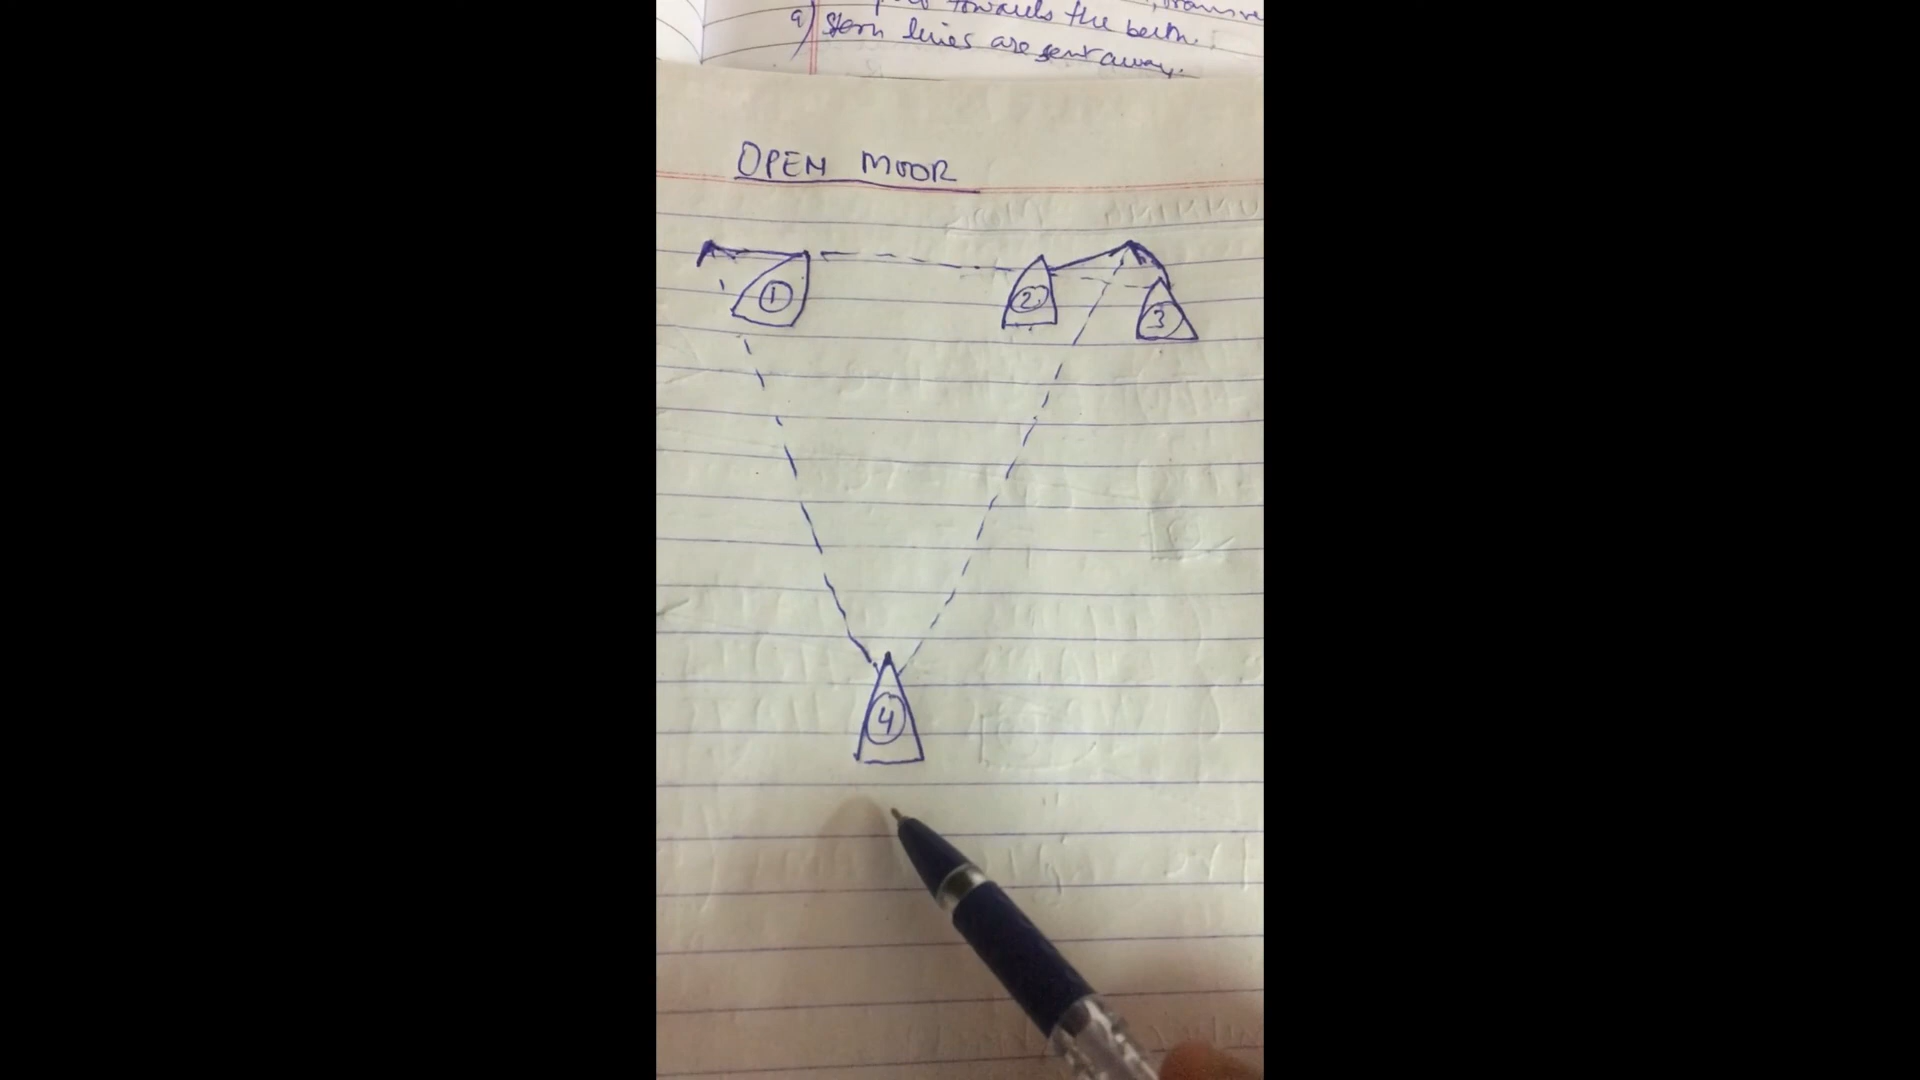 towards the berth.
9) Stern lines are sent away.
OPEN MOOR
1
2
3
4